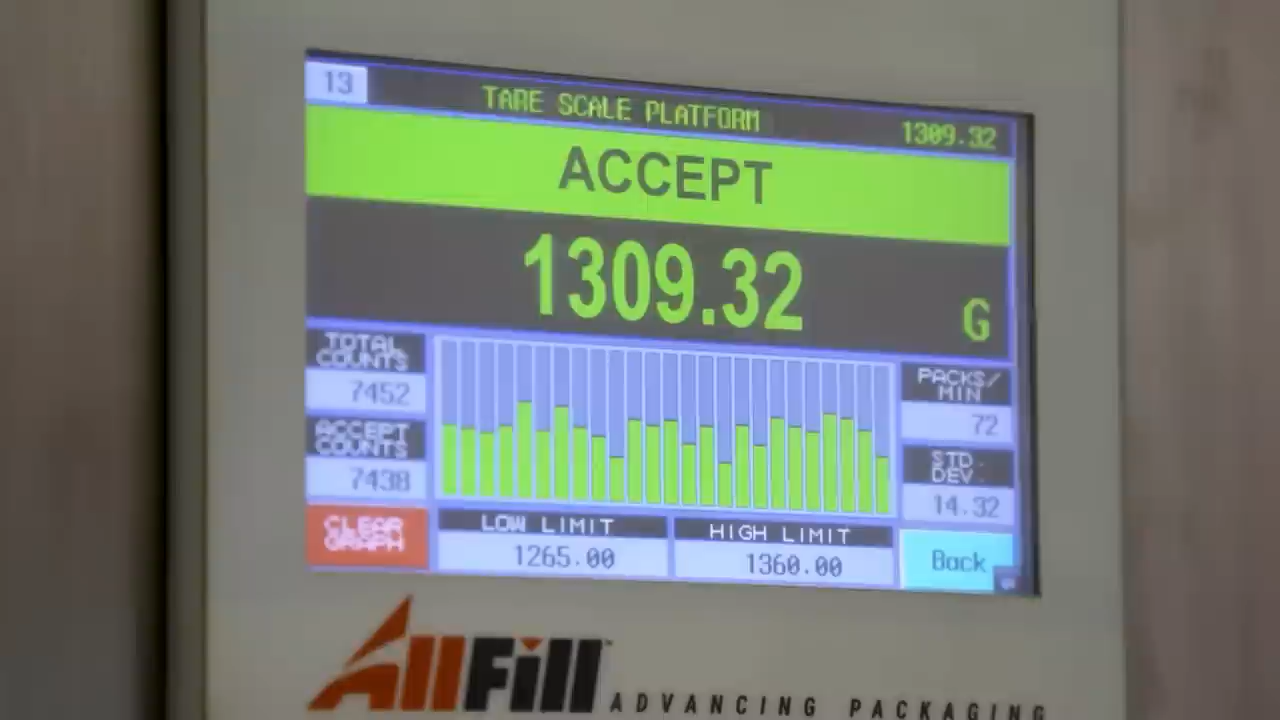 13
TARE SCALE PLATFORM
1309.32
ACCEPT
1309.32
G
TOTAL
COUNTS
7452
ACCEPT
COUNTS
7438
CLEAR
GRAPH
LOW LIMIT
1265.00
HIGH LIMIT
1360.00
PACKS/
MIN
72
STD.
DEV.
14.32
Back
AllFill™
ADVANCING PACKAGING